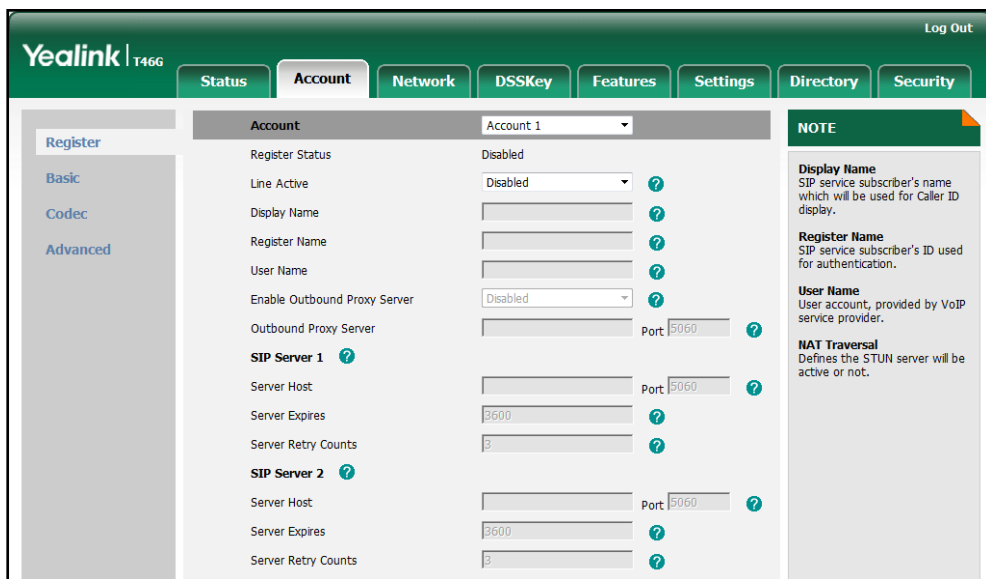 Log Out
Yealink T46G
Status Account Network DSSKey Features Settings Directory Security
Register
Basic
Codec
Advanced
Account Account 1
Register Status Disabled
Line Active Disabled
Display Name
Register Name
User Name
Enable Outbound Proxy Server Disabled
Outbound Proxy Server Port 5060
SIP Server 1
Server Host Port 5060
Server Expires 3600
Server Retry Counts 3
SIP Server 2
Server Host Port 5060
Server Expires 3600
Server Retry Counts 3
NOTE
Display Name
SIP service subscriber's name
which will be used for Caller ID
display.
Register Name
SIP service subscriber's ID used
for authentication.
User Name
User account, provided by VoIP
service provider.
NAT Traversal
Defines the STUN server will be
active or not.